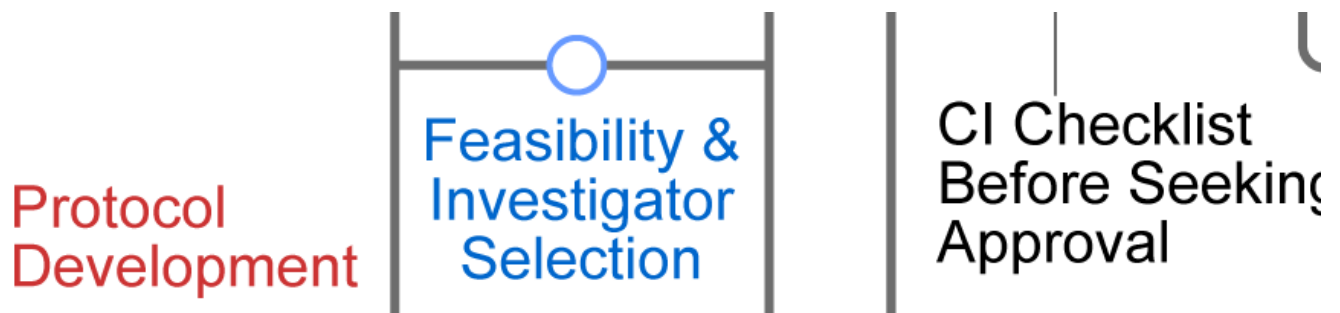 Protocol
Development
Feasibility &
Investigator
Selection
CI Checklist
Before Seeking
Approval